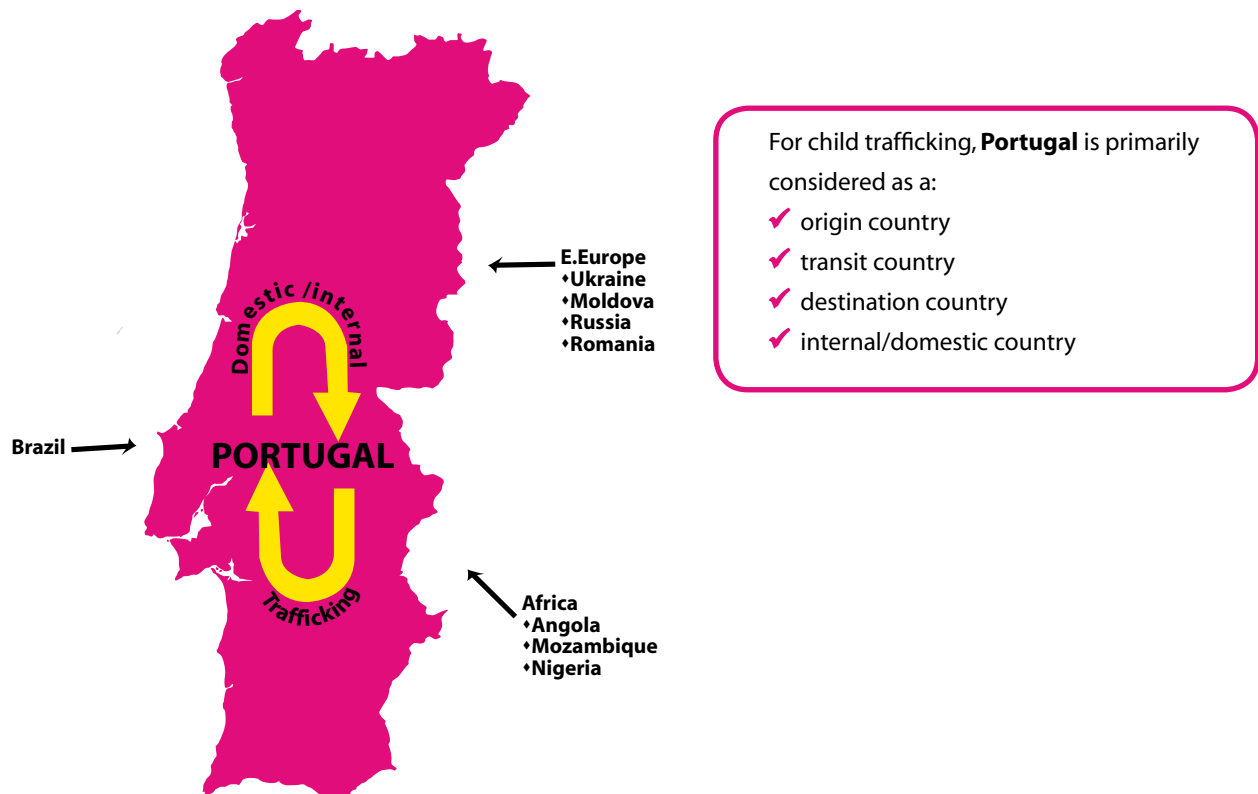 For child trafficking, Portugal is primarily
considered as a:
✓ origin country
✓ transit country
✓ destination country
✓ internal/domestic country
E.Europe
♦Ukraine
♦Moldova
♦Russia
♦Romania
Domestic /internal
Brazil
PORTUGAL
Trafficking
Africa
♦Angola
♦Mozambique
♦Nigeria